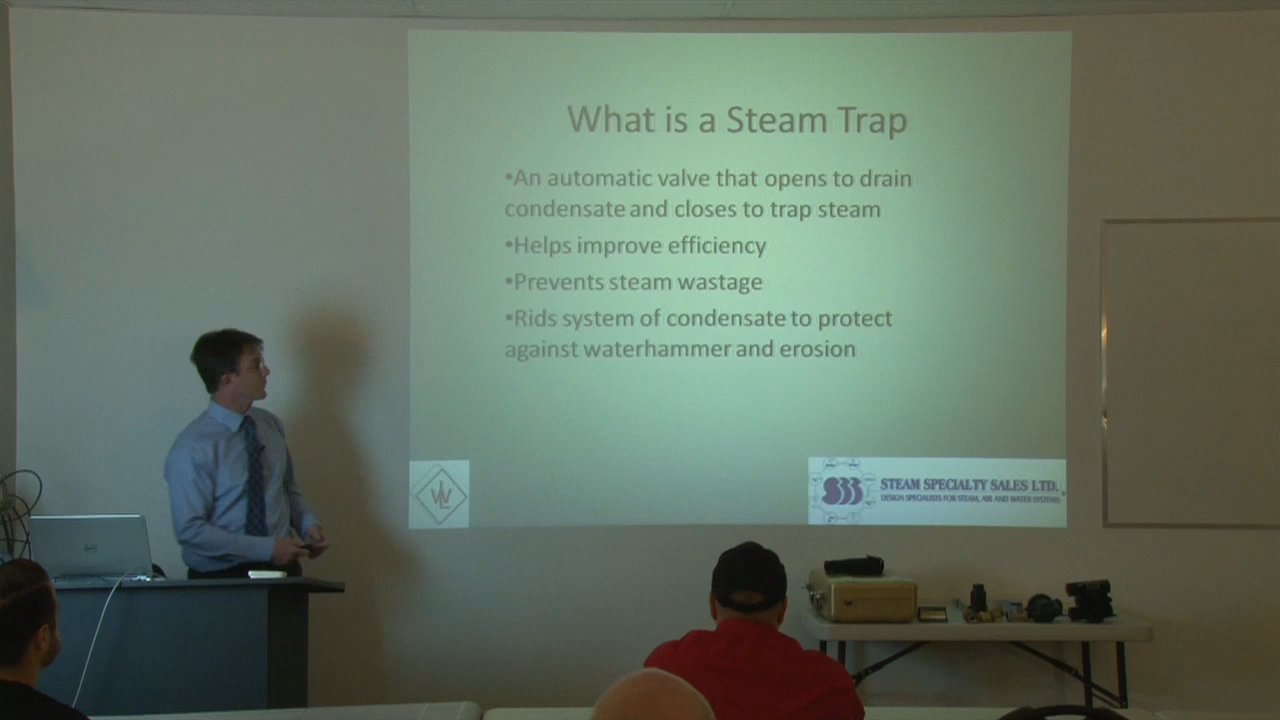 What is a Steam Trap
•An automatic valve that opens to drain
condensate and closes to trap steam
•Helps improve efficiency
•Prevents steam wastage
•Rids system of condensate to protect
against waterhammer and erosion
STEAM SPECIALTY SALES LTD.
DESIGN SPECIALISTS FOR STEAM, AIR AND WATER SYSTEMS